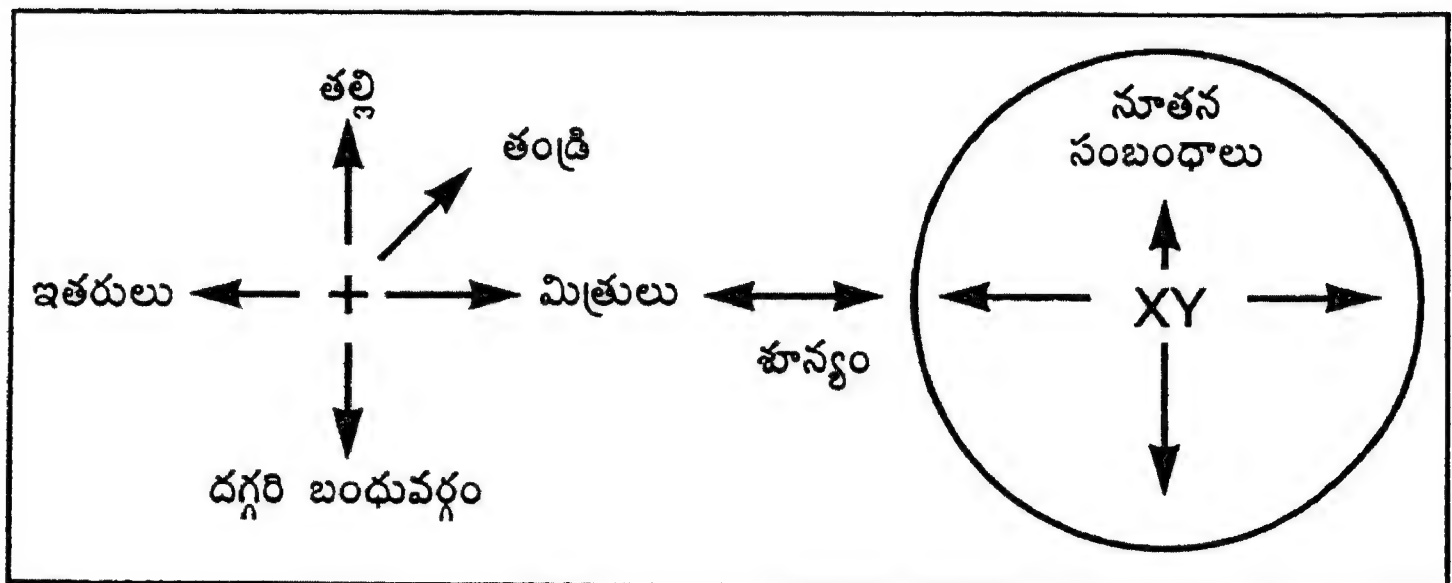 తల్లి
తండ్రి
ఇతరులు
+
మిత్రులు
శూన్యం
దగ్గరి బంధువర్గం
నూతన
సంబంధాలు
XY